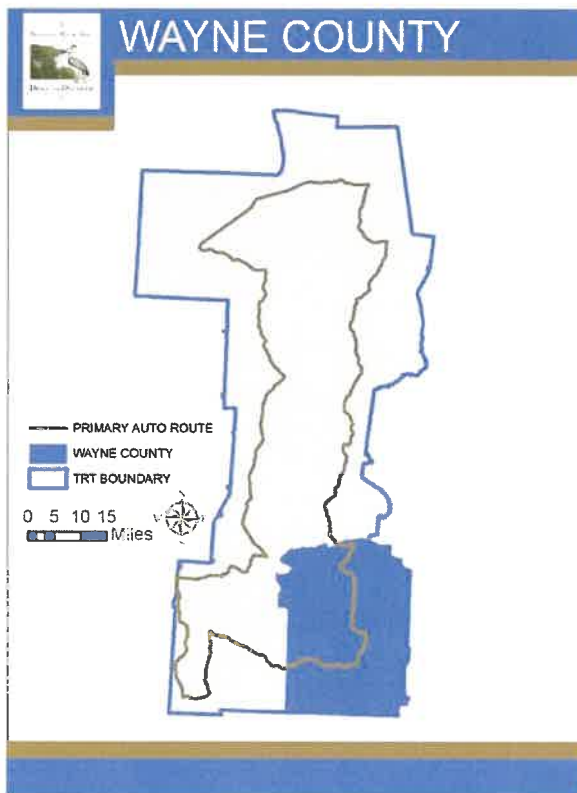 WAYNE COUNTY
PRIMARY AUTO ROUTE
WAYNE COUNTY
TRT BOUNDARY
0 5 10 15
Miles